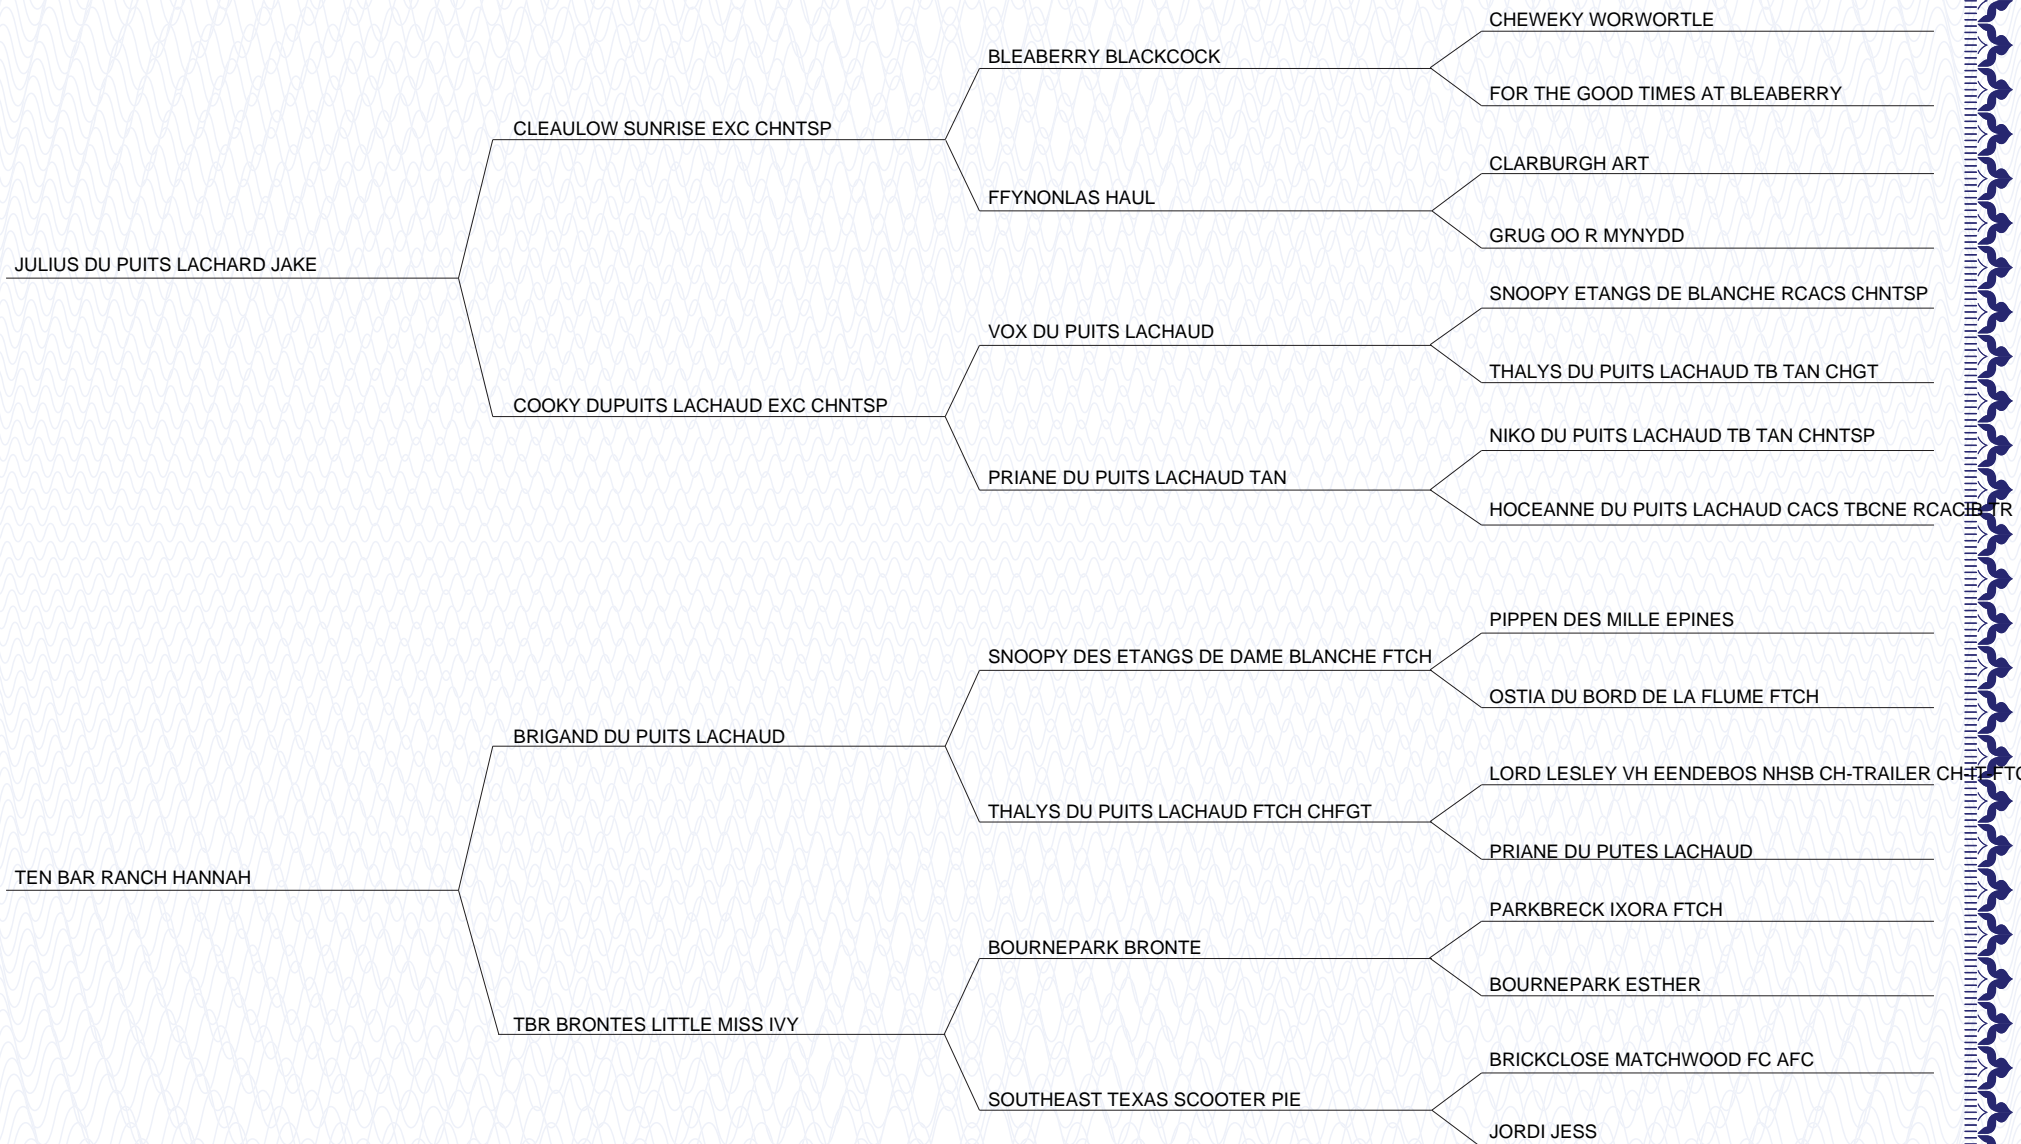 CHEWEKY WORWORTLE
BLEABERRY BLACKCOCK
FOR THE GOOD TIMES AT BLEABERRY
CLEAULOW SUNRISE EXC CHNTSP
CLARBURGH ART
FFYNONLAS HAUL
GRUG OO R MYNYDD
JULIUS DU PUITS LACHARD JAKE
SNOOPY ETANGS DE BLANCHE RCACS CHNTSP
VOX DU PUITS LACHAUD
THALYS DU PUITS LACHAUD TB TAN CHGT
COOKY DUPUITS LACHAUD EXC CHNTSP
NIKO DU PUITS LACHAUD TB TAN CHNTSP
PRIANE DU PUITS LACHAUD TAN
HOCEANNE DU PUITS LACHAUD CACS TBCNE RCACIB TR
PIPPEN DES MILLE EPINES
SNOOPY DES ETANGS DE DAME BLANCHE FTCH
OSTIA DU BORD DE LA FLUME FTCH
BRIGAND DU PUITS LACHAUD
LORD LESLEY VH EENDEBOS NHSB CH-TRAILER CH-IT-FTC
THALYS DU PUITS LACHAUD FTCH CHFGT
PRIANE DU PUTES LACHAUD
TEN BAR RANCH HANNAH
PARKBRECK IXORA FTCH
BOURNEPARK BRONTE
BOURNEPARK ESTHER
TBR BRONTES LITTLE MISS IVY
BRICKCLOSE MATCHWOOD FC AFC
SOUTHEAST TEXAS SCOOTER PIE
JORDI JESS